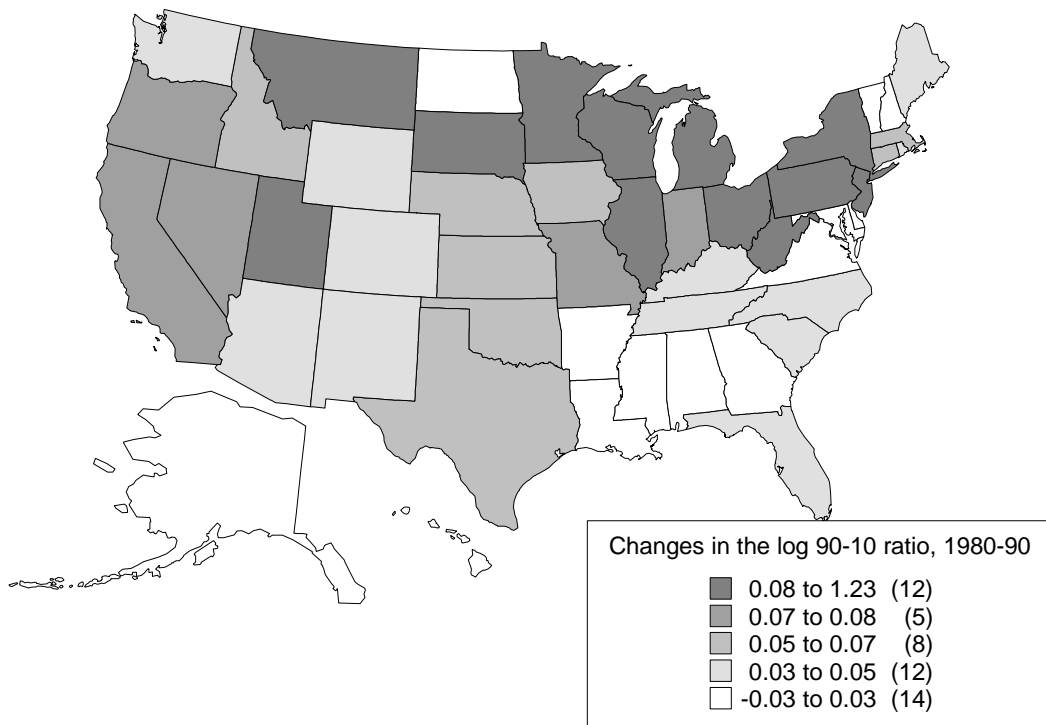 Changes in the log 90-10 ratio, 1980-90
0.08 to 1.23 (12)
0.07 to 0.08 (5)
0.05 to 0.07 (8)
0.03 to 0.05 (12)
-0.03 to 0.03 (14)